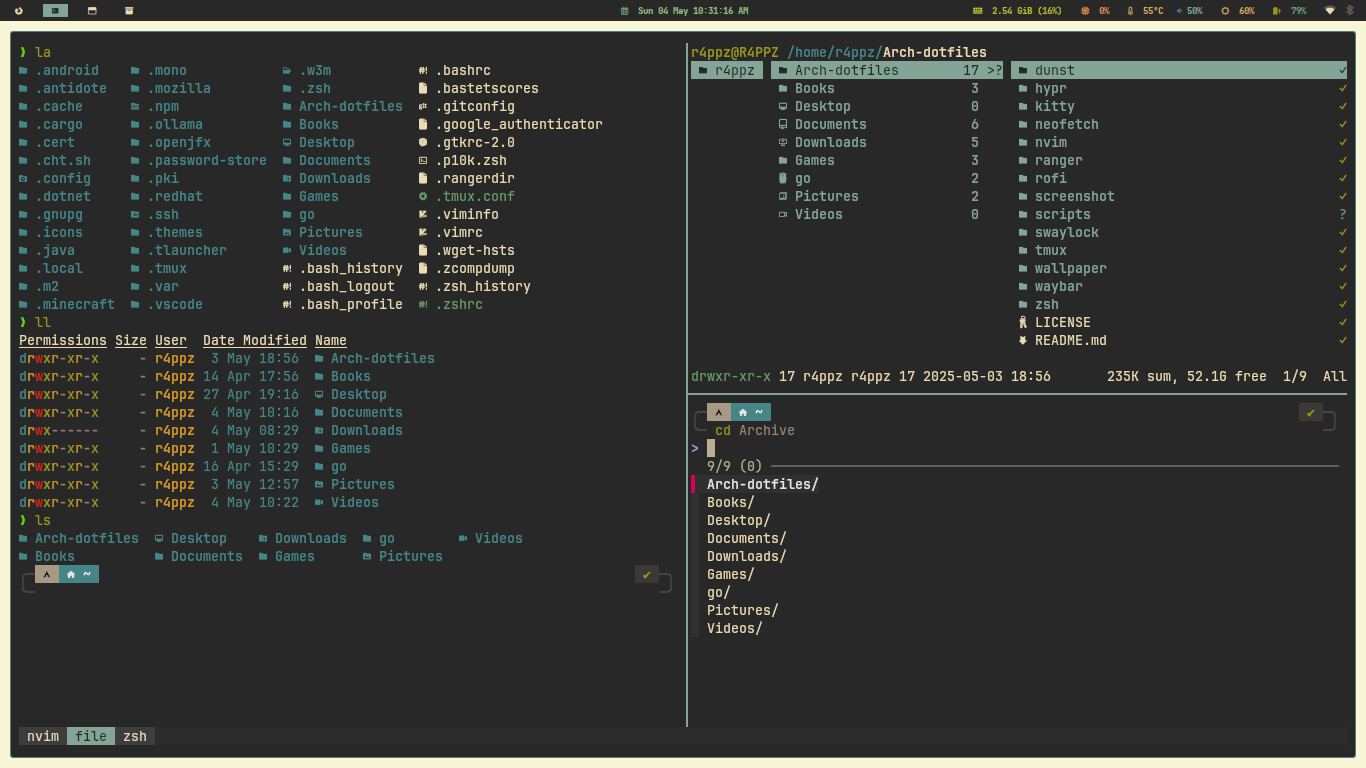 Sun 04 May 10:31:16 AM
2.54 GiB (16%) 0% 55°C 50% 60% 79%
❱ la
.android .mono .w3m .bashrc
.antidote .mozilla .zsh .bastetscores
.cache .npm Arch-dotfiles .gitconfig
.cargo .ollama Books .google_authenticator
.cert .openjfx Desktop .gtkrc-2.0
.cht.sh .password-store Documents .p10k.zsh
.config .pki Downloads .rangerdir
.dotnet .redhat Games .tmux.conf
.gnupg .ssh go .viminfo
.icons .themes Pictures .vimrc
.java .tlauncher Videos .wget-hsts
.local .tmux .bash_history .zcompdump
.m2 .var .bash_logout .zsh_history
.minecraft .vscode .bash_profile .zshrc
❱ ll
Permissions Size User Date Modified Name
drwxr-xr-x - r4ppz 3 May 18:56 Arch-dotfiles
drwxr-xr-x - r4ppz 14 Apr 17:56 Books
drwxr-xr-x - r4ppz 27 Apr 19:16 Desktop
drwxr-xr-x - r4ppz 4 May 10:16 Documents
drwx------ - r4ppz 4 May 08:29 Downloads
drwxr-xr-x - r4ppz 1 May 10:29 Games
drwxr-xr-x - r4ppz 16 Apr 15:29 go
drwxr-xr-x - r4ppz 3 May 12:57 Pictures
drwxr-xr-x - r4ppz 4 May 10:22 Videos
❱ ls
Arch-dotfiles Desktop Downloads go Videos
Books Documents Games Pictures
~ ✔
r4ppz@R4PPZ /home/r4ppz/Arch-dotfiles
r4ppz Arch-dotfiles 17 >? dunst ✓
Books 3 hypr ✓
Desktop 0 kitty ✓
Documents 6 neofetch ✓
Downloads 5 nvim ✓
Games 3 ranger ✓
go 2 rofi ✓
Pictures 2 screenshot ✓
Videos 0 scripts ?
swaylock ✓
tmux ✓
wallpaper ✓
waybar ✓
zsh ✓
LICENSE ✓
README.md ✓
drwxr-xr-x 17 r4ppz r4ppz 17 2025-05-03 18:56 235K sum, 52.1G free 1/9 All
~ ✔
cd Archive
>
9/9 (0)
Arch-dotfiles/
Books/
Desktop/
Documents/
Downloads/
Games/
go/
Pictures/
Videos/
nvim file zsh